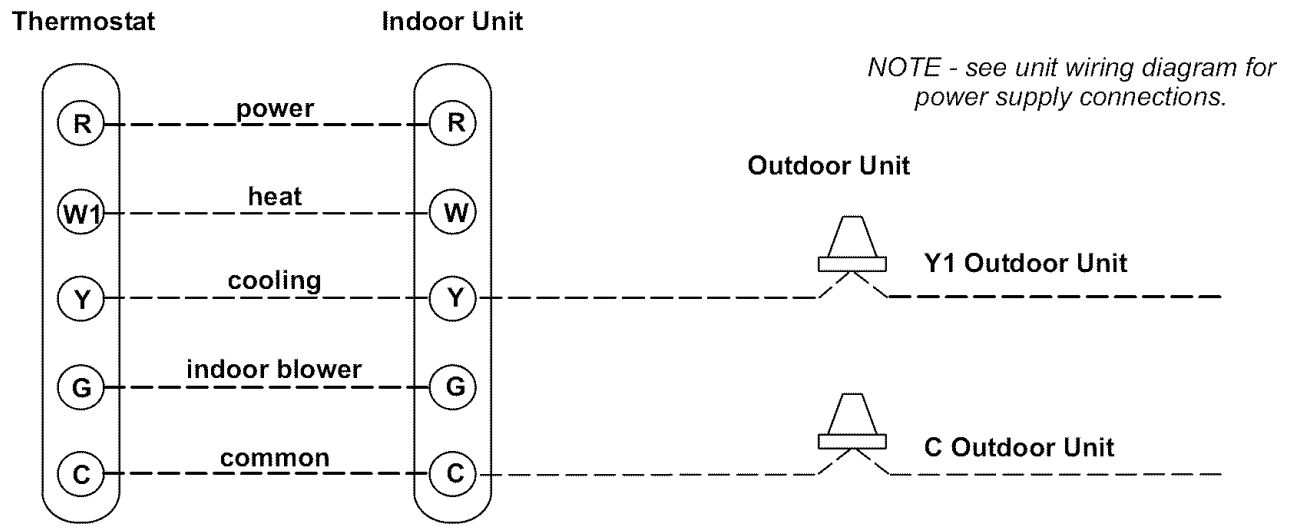 Thermostat
Indoor Unit
NOTE - see unit wiring diagram for
power supply connections.
R
power
R
Outdoor Unit
W1
heat
W
Y
cooling
Y
Y1 Outdoor Unit
G
indoor blower
G
C
common
C
C Outdoor Unit